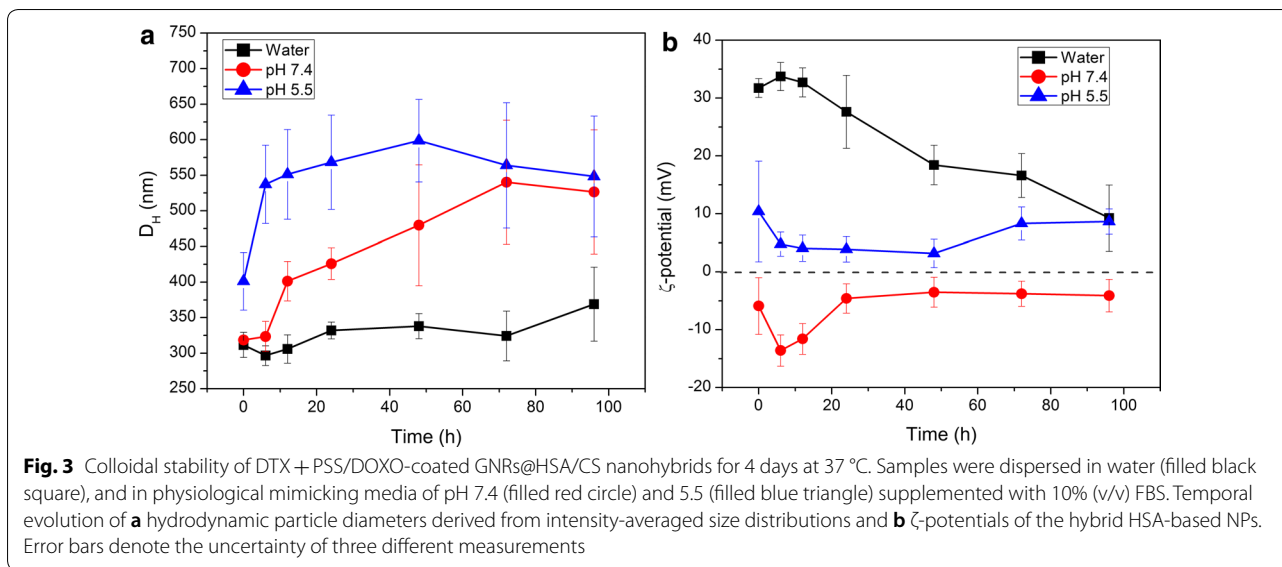 a
750
700
650
600
550
500
450
400
350
300
250
D_H (nm)
Water
pH 7.4
pH 5.5
0
20
40
60
80
100
Time (h)
b
40
30
20
10
0
-10
-20
ζ-potential (mV)
Water
pH 7.4
pH 5.5
0
20
40
60
80
100
Time (h)
Fig. 3 Colloidal stability of DTX + PSS/DOXO-coated GNRs@HSA/CS nanohybrids for 4 days at 37 °C. Samples were dispersed in water (filled black
square), and in physiological mimicking media of pH 7.4 (filled red circle) and 5.5 (filled blue triangle) supplemented with 10% (v/v) FBS. Temporal
evolution of a hydrodynamic particle diameters derived from intensity-averaged size distributions and b ζ-potentials of the hybrid HSA-based NPs.
Error bars denote the uncertainty of three different measurements